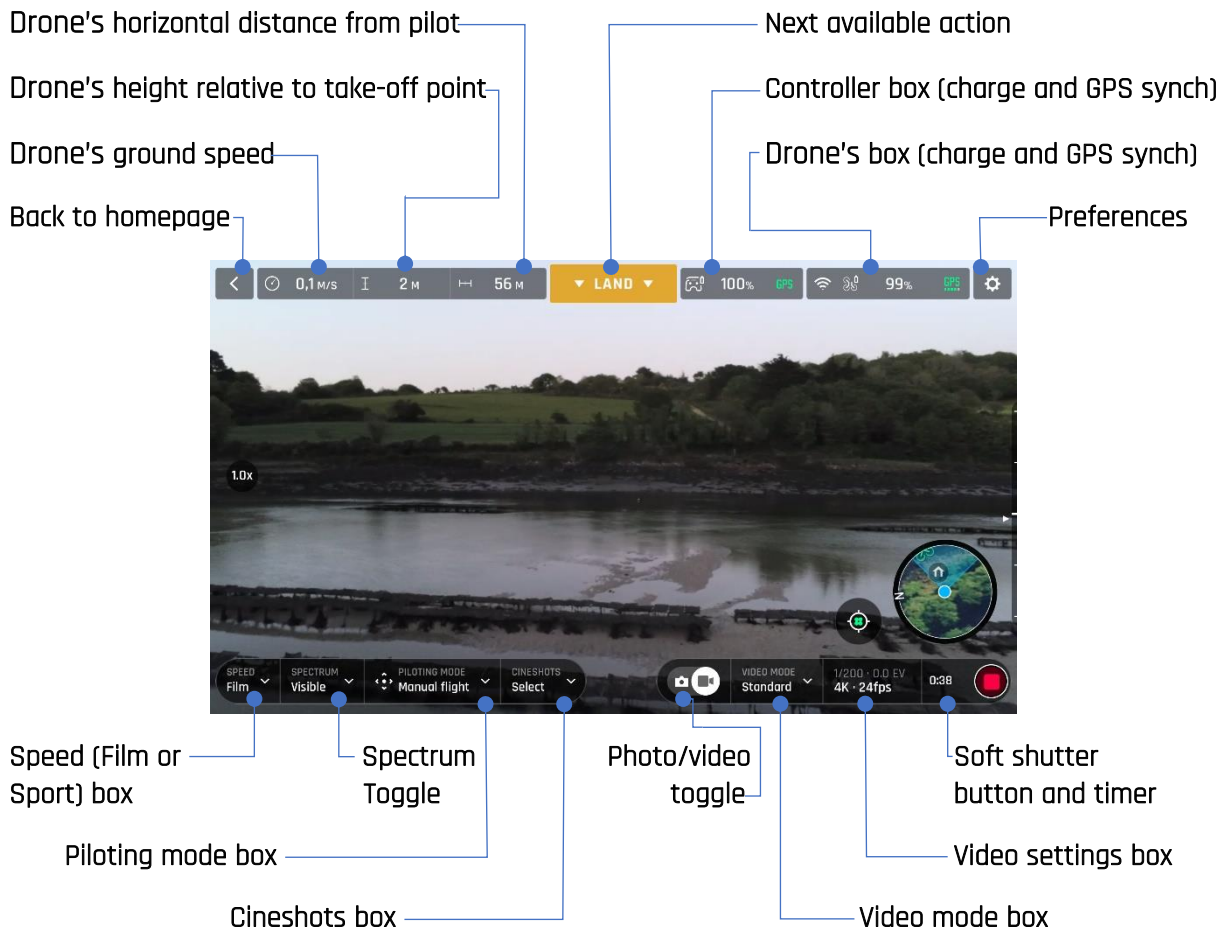 Drone's horizontal distance from pilot
Next available action
Drone's height relative to take-off point
Controller box (charge and GPS synch)
Drone's ground speed
Drone's box (charge and GPS synch)
Back to homepage
Preferences
0,1 M/S
2 M
56 M
LAND
100%
GPS
99%
GPS
1.0x
N
SPEED
Film
SPECTRUM
Visible
PILOTING MODE
Manual flight
CINESHOTS
Select
VIDEO MODE
Standard
1/200 · 0.0 EV
4K · 24fps
0:38
Speed (Film or
Sport) box
Spectrum
Toggle
Photo/video
toggle
Soft shutter
button and timer
Piloting mode box
Video settings box
Cineshots box
Video mode box